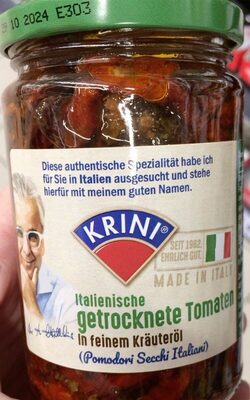 10 2024 E303
Diese authentische Spezialität habe ich
für Sie in Italien ausgesucht und stehe
hierfür mit meinem guten Namen.
KRINI®
SEIT 1962.
EHRLICH GUT.
MADE IN ITALY
Italienische
getrocknete Tomaten
in feinem Kräuteröl
(Pomodori Secchi Italiani)